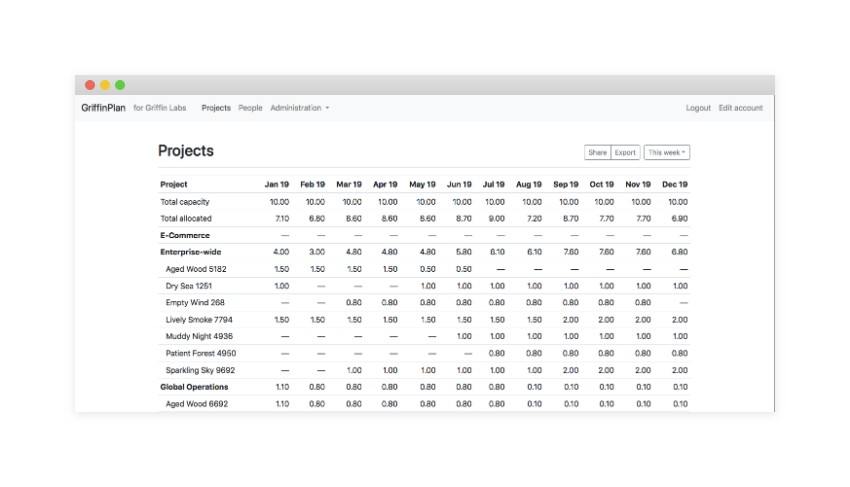 GriffinPlan for Griffin Labs Projects People Administration Logout Edit account
Projects Share Export This week
Project Jan 19 Feb 19 Mar 19 Apr 19 May 19 Jun 19 Jul 19 Aug 19 Sep 19 Oct 19 Nov 19 Dec 19
Total capacity 10.00 10.00 10.00 10.00 10.00 10.00 10.00 10.00 10.00 10.00 10.00 10.00
Total allocated 7.10 6.80 8.60 8.60 8.60 8.70 9.00 7.20 8.70 7.70 7.70 6.90
E-Commerce — — — — — — — — — — — —
Enterprise-wide 4.00 3.00 4.80 4.80 4.80 5.80 6.10 6.10 7.60 7.60 7.60 6.80
Aged Wood 5182 1.50 1.50 1.50 1.50 0.50 0.50 — — — — — —
Dry Sea 1251 1.00 — — — 1.00 1.00 1.00 1.00 1.00 1.00 1.00 1.00
Empty Wind 268 — — 0.80 0.80 0.80 0.80 0.80 0.80 0.80 0.80 0.80 —
Lively Smoke 7794 1.50 1.50 1.50 1.50 1.50 1.50 1.50 1.50 2.00 2.00 2.00 2.00
Muddy Night 4936 — — — — — 1.00 1.00 1.00 1.00 1.00 1.00 1.00
Patient Forest 4950 — — — — — — 0.80 0.80 0.80 0.80 0.80 0.80
Sparkling Sky 9692 — — 1.00 1.00 1.00 1.00 1.00 1.00 2.00 2.00 2.00 2.00
Global Operations 1.10 0.80 0.80 0.80 0.80 0.80 0.80 0.10 0.10 0.10 0.10 0.10
Aged Wood 6692 1.10 0.80 0.80 0.80 0.80 0.80 0.80 0.10 0.10 0.10 0.10 0.10